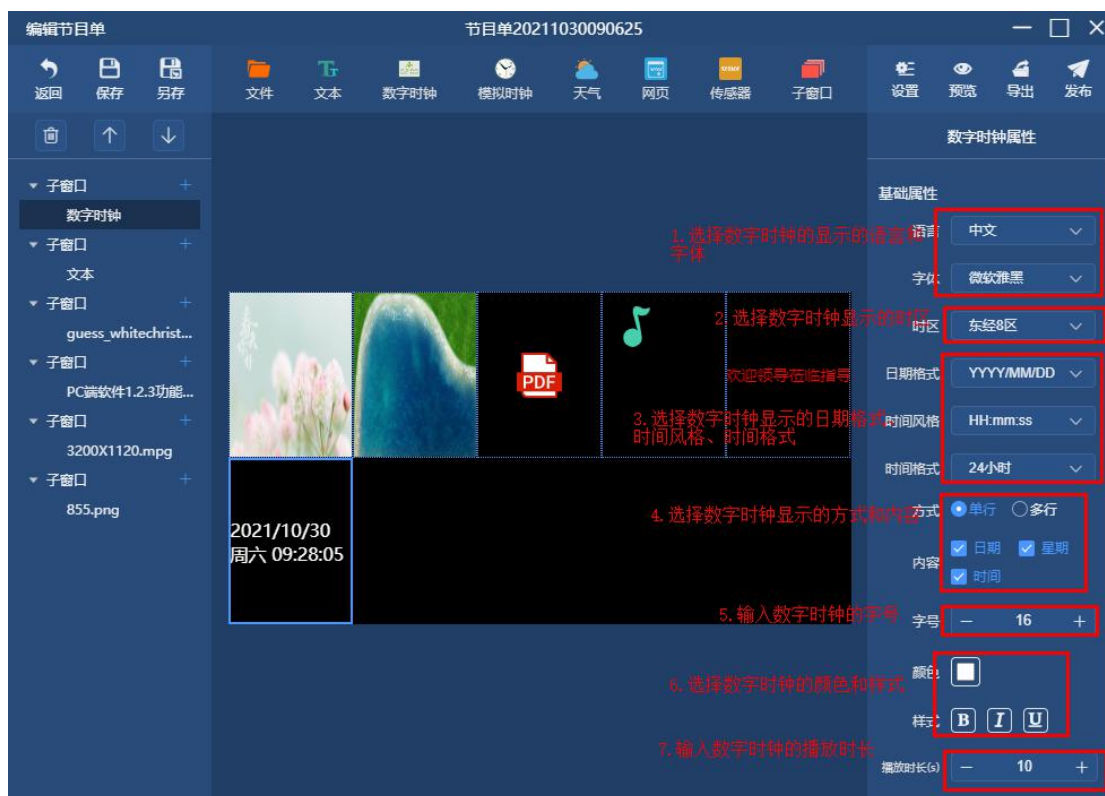 编辑节目单
节目单20211030090625
返回 保存 另存
文件 文本 数字时钟 模拟时钟 天气 网页 传感器 子窗口
设置 预览 导出 发布
数字时钟属性
子窗口
数字时钟
子窗口
文本
子窗口
guess_whitechrist...
子窗口
PC端软件1.2.3功能...
子窗口
3200X1120.mpg
子窗口
855.png
PDF
欢迎领导莅临指导
2021/10/30
周六 09:28:05
1.选择数字时钟的显示的语言和
字体
2.选择数字时钟显示的时区
3.选择数字时钟显示的日期格式、
时间风格、时间格式
4.选择数字时钟显示的方式和内容
5.输入数字时钟的字号
6.选择数字时钟的颜色和样式
7.输入数字时钟的播放时长
基础属性
语言 中文
字体 微软雅黑
时区 东经8区
日期格式 YYYY/MM/DD
时间风格 HH:mm:ss
时间格式 24小时
方式 单行 多行
内容 日期 星期
时间
字号 16
颜色
样式 B I U
播放时长(s) 10